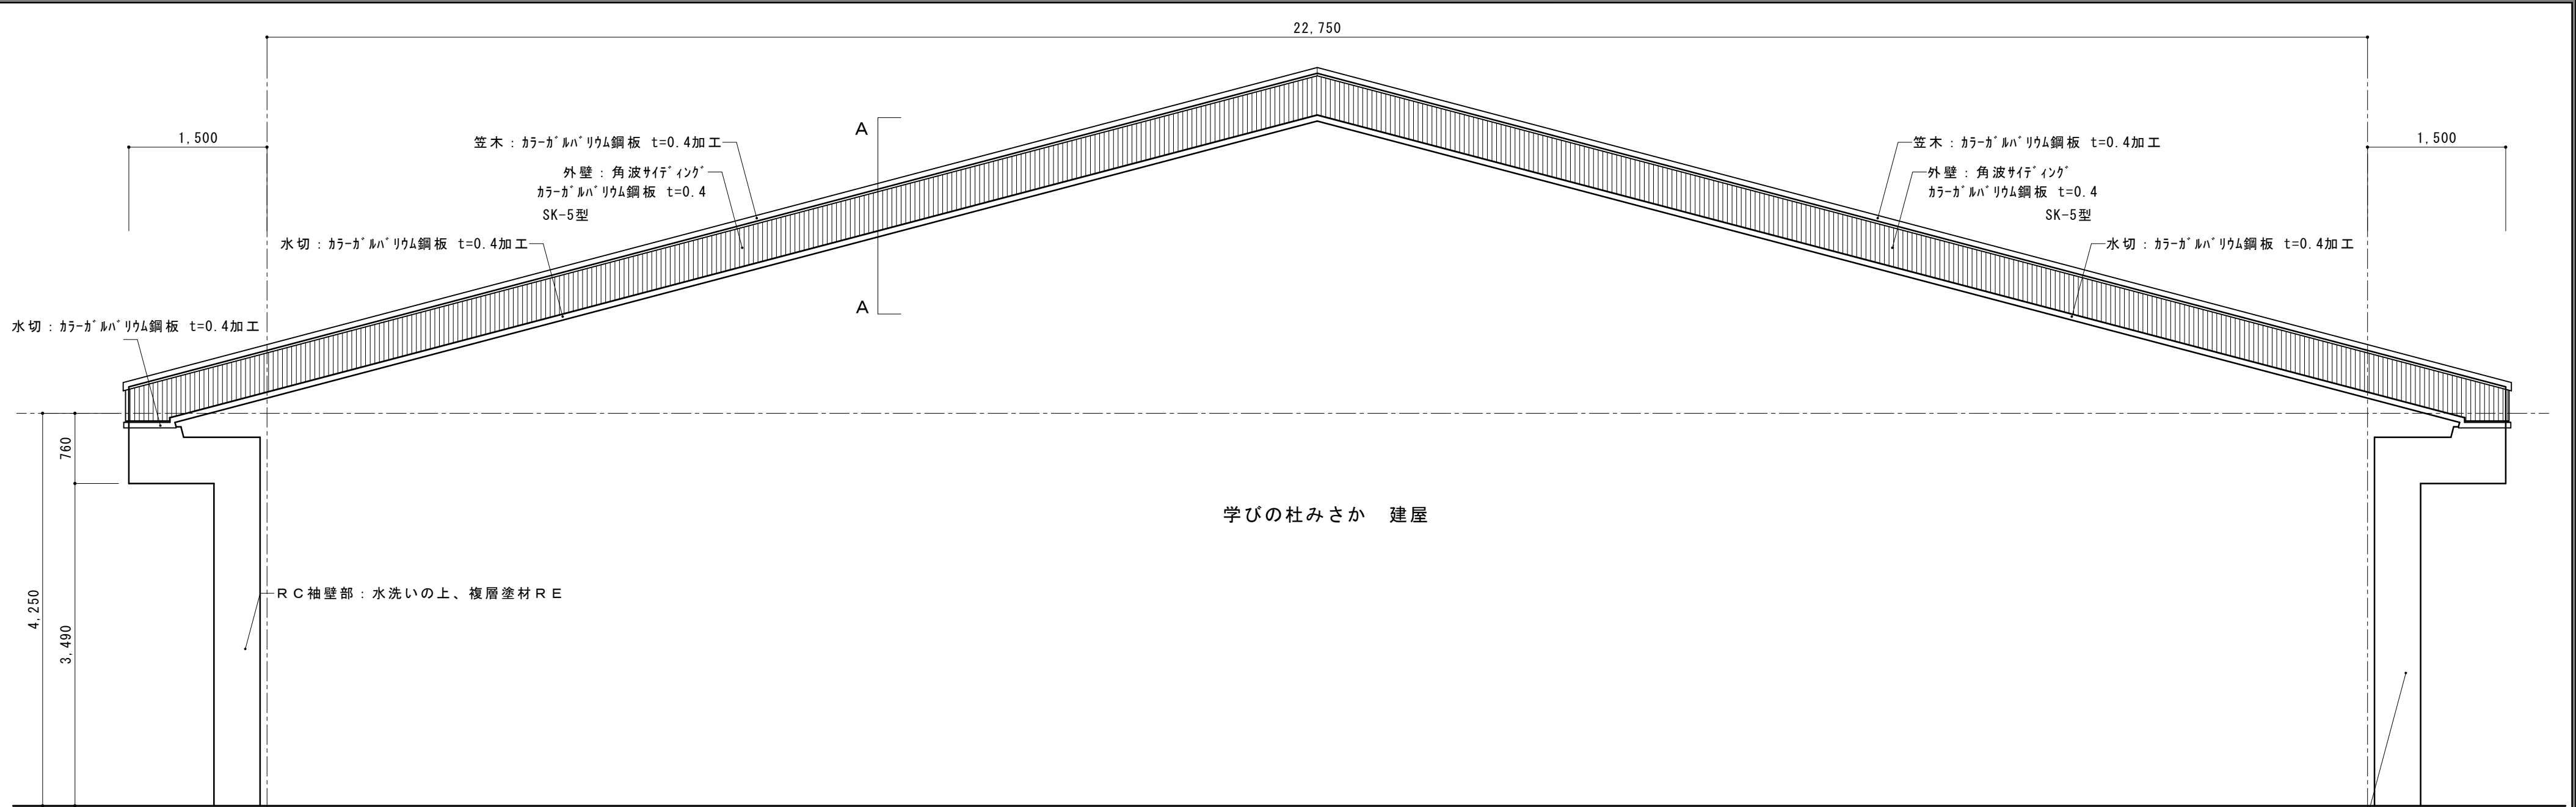 22,750
1,500
1,500
A
笠木：ｶﾗｰｶﾞﾙﾊﾞﾘｳﾑ鋼板 t=0.4加工
外壁：角波ｻｲﾃﾞｨﾝｸﾞ
ｶﾗｰｶﾞﾙﾊﾞﾘｳﾑ鋼板 t=0.4
SK-5型
水切：ｶﾗｰｶﾞﾙﾊﾞﾘｳﾑ鋼板 t=0.4加工
笠木：ｶﾗｰｶﾞﾙﾊﾞﾘｳﾑ鋼板 t=0.4加工
外壁：角波ｻｲﾃﾞｨﾝｸﾞ
ｶﾗｰｶﾞﾙﾊﾞﾘｳﾑ鋼板 t=0.4
SK-5型
水切：ｶﾗｰｶﾞﾙﾊﾞﾘｳﾑ鋼板 t=0.4加工
A
水切：ｶﾗｰｶﾞﾙﾊﾞﾘｳﾑ鋼板 t=0.4加工
760
4,250
3,490
学びの杜みさか　建屋
ＲＣ袖壁部：水洗いの上、複層塗材ＲＥ